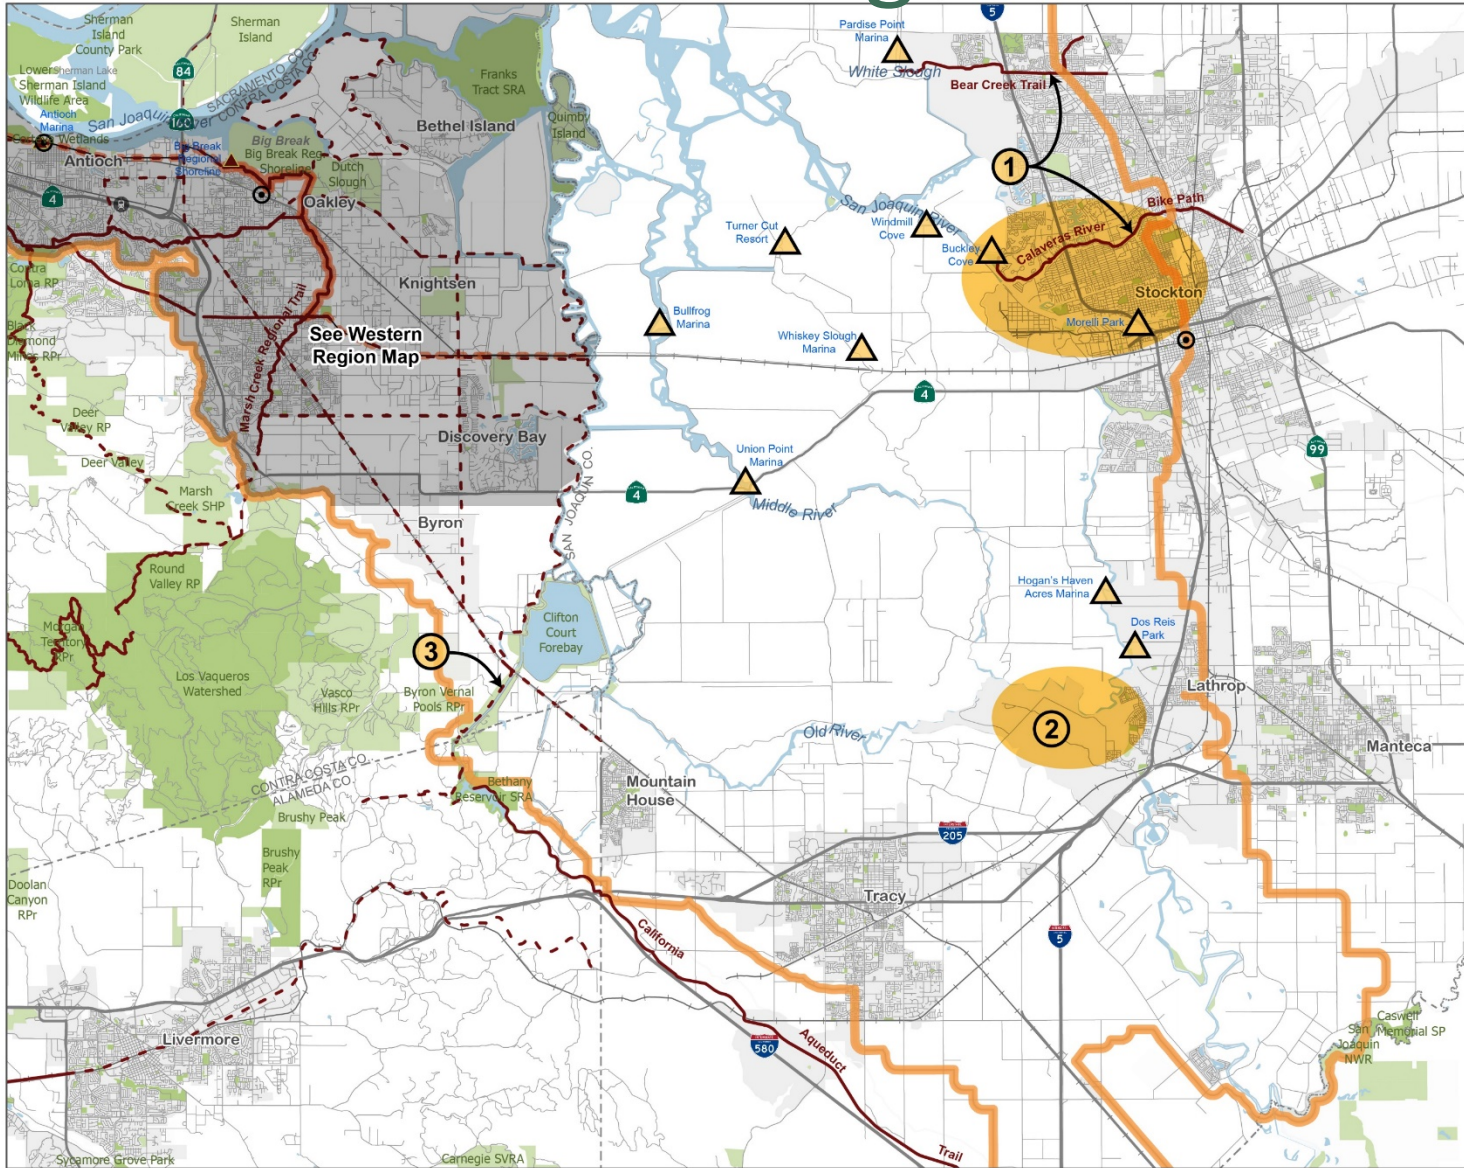 Sherman
Island
County Park
Sherman
Island
Lower Sherman Lake
Sherman Island
Wildlife Area
Antioch
Marina
84
160
SACRAMENTO CO.
CONTRA COSTA CO.
San Joaquin River
Wetlands
Antioch
4
Big Break
Regional
Shoreline
Big Break
Big Break Reg
Shoreline
Dutch
Slough
Oakley
Franks
Tract SRA
Bethel Island
Quimby
Island
Pardise Point
Marina
White Slough
Bear Creek Trail
5
1
San Joaquin River
Windmill
Cove
Turner Cut
Resort
Buckley
Cove
Calaveras River
Bike Path
Stockton
Morelli Park
Contra
Loma RP
Black
Diamond
Mines RPr
Knightsen
See Western
Region Map
Marsh Creek Regional Trail
Bullfrog
Marina
Whiskey Slough
Marina
4
99
Deer
Valley RP
Deer Valley
Marsh
Creek SHP
Discovery Bay
SAN JOAQUIN CO.
Union Point
Marina
4
Middle River
Byron
Round
Valley RP
Morgan
Territory
RPr
Los Vaqueros
Watershed
Vasco
Hills RPr
Byron Vernal
Pools RPr
3
Clifton
Court
Forebay
Hogan's Haven
Acres Marina
Dos Reis
Park
Lathrop
2
Old River
Manteca
CONTRA COSTA CO.
ALAMEDA CO.
Brushy Peak
Brushy
Peak
RPr
Bethany
Reservoir SRA
Mountain
House
205
Tracy
Doolan
Canyon
RPr
California
5
Livermore
580
Aqueduct
Caswell
Memorial SP
San
Joaquin
NWR
Trail
Sycamore Grove Park
Carnegie SVRA